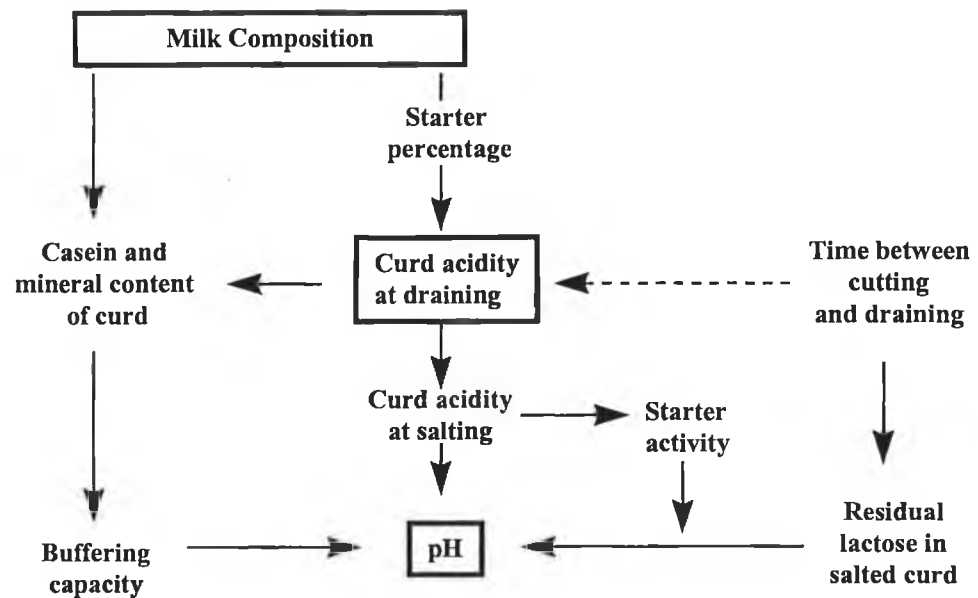 Milk Composition
Starter
percentage
Casein and
mineral content
of curd
Curd acidity
at draining
Time between
cutting
and draining
Curd acidity
at salting
Starter
activity
Buffering
capacity
pH
Residual
lactose in
salted curd